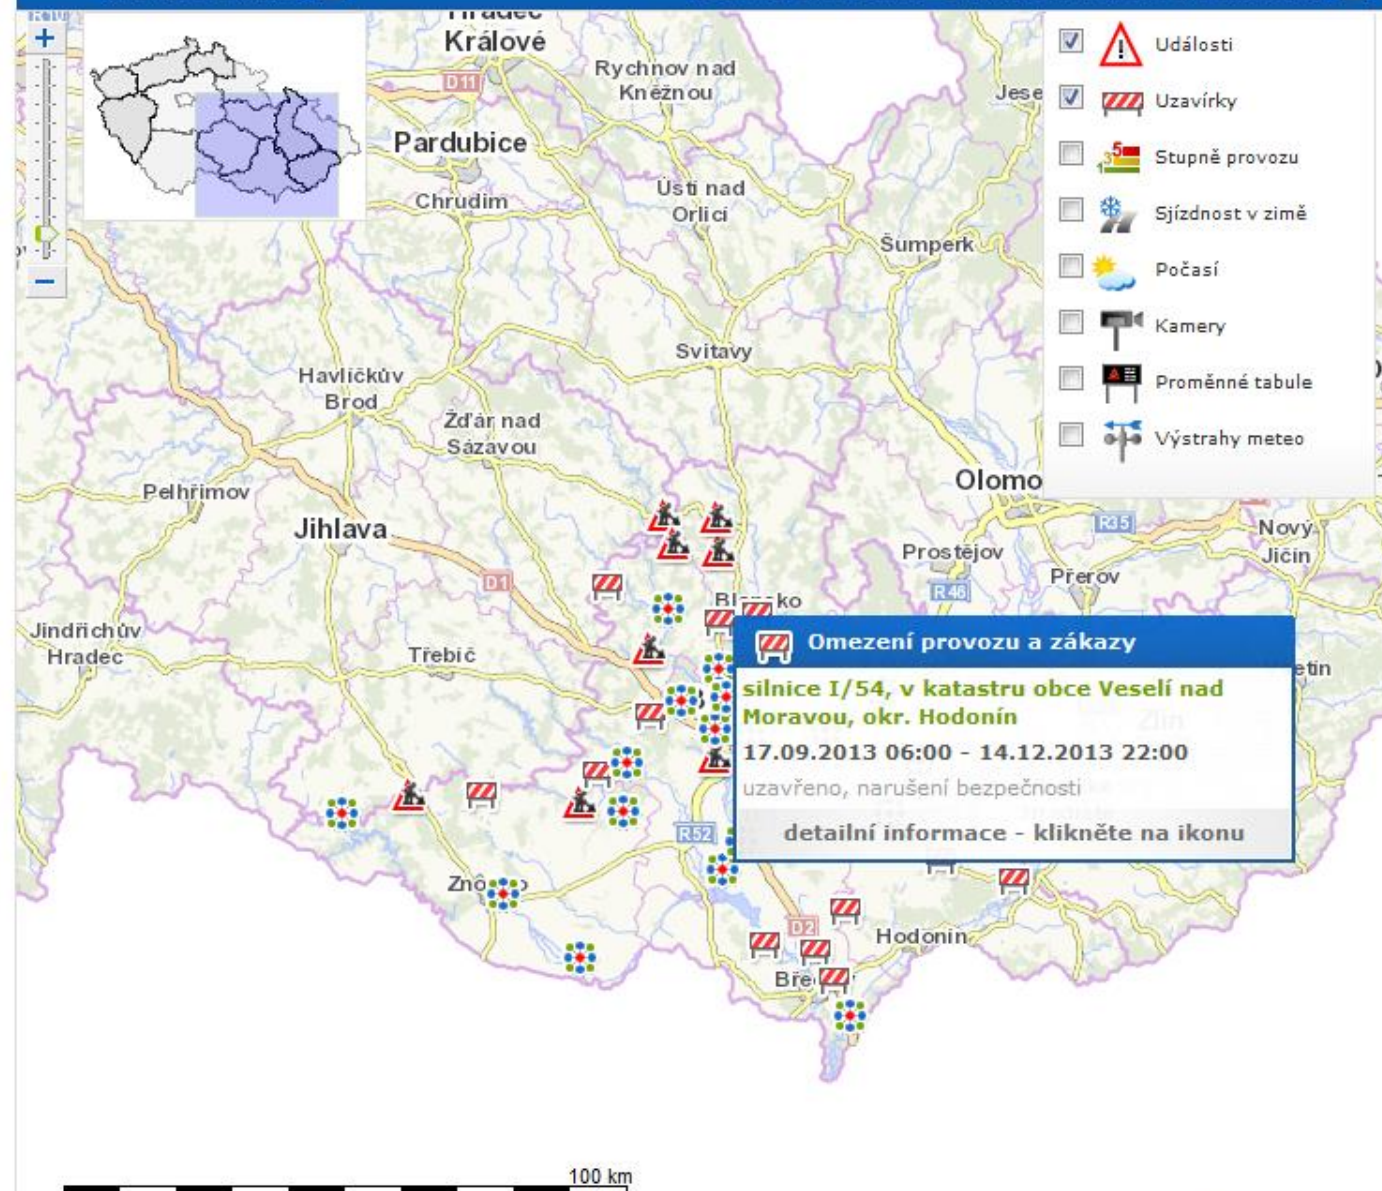 Hradec
Králové
D11
Rychnov nad
Kněžnou
Jese
Pardubice
Chrudim
Ústí nad
Orlicí
Šumperk
Svitavy
Havlíčkův
Brod
Žďár nad
Sázavou
Pelhřimov
Jihlava
Olomo
R35
Nový
Jičín
Prostějov
Přerov
R46
D1
Jindřichův
Hradec
Třebíč
etín
R52
D2
Hodonín
100 km
Události
Uzavírky
Stupně provozu
Sjízdnost v zimě
Počasí
Kamery
Proměnné tabule
Výstrahy meteo
Omezení provozu a zákazy
silnice I/54, v katastru obce Veselí nad
Moravou, okr. Hodonín
17.09.2013 06:00 - 14.12.2013 22:00
uzavřeno, narušení bezpečnosti
detailní informace - klikněte na ikonu